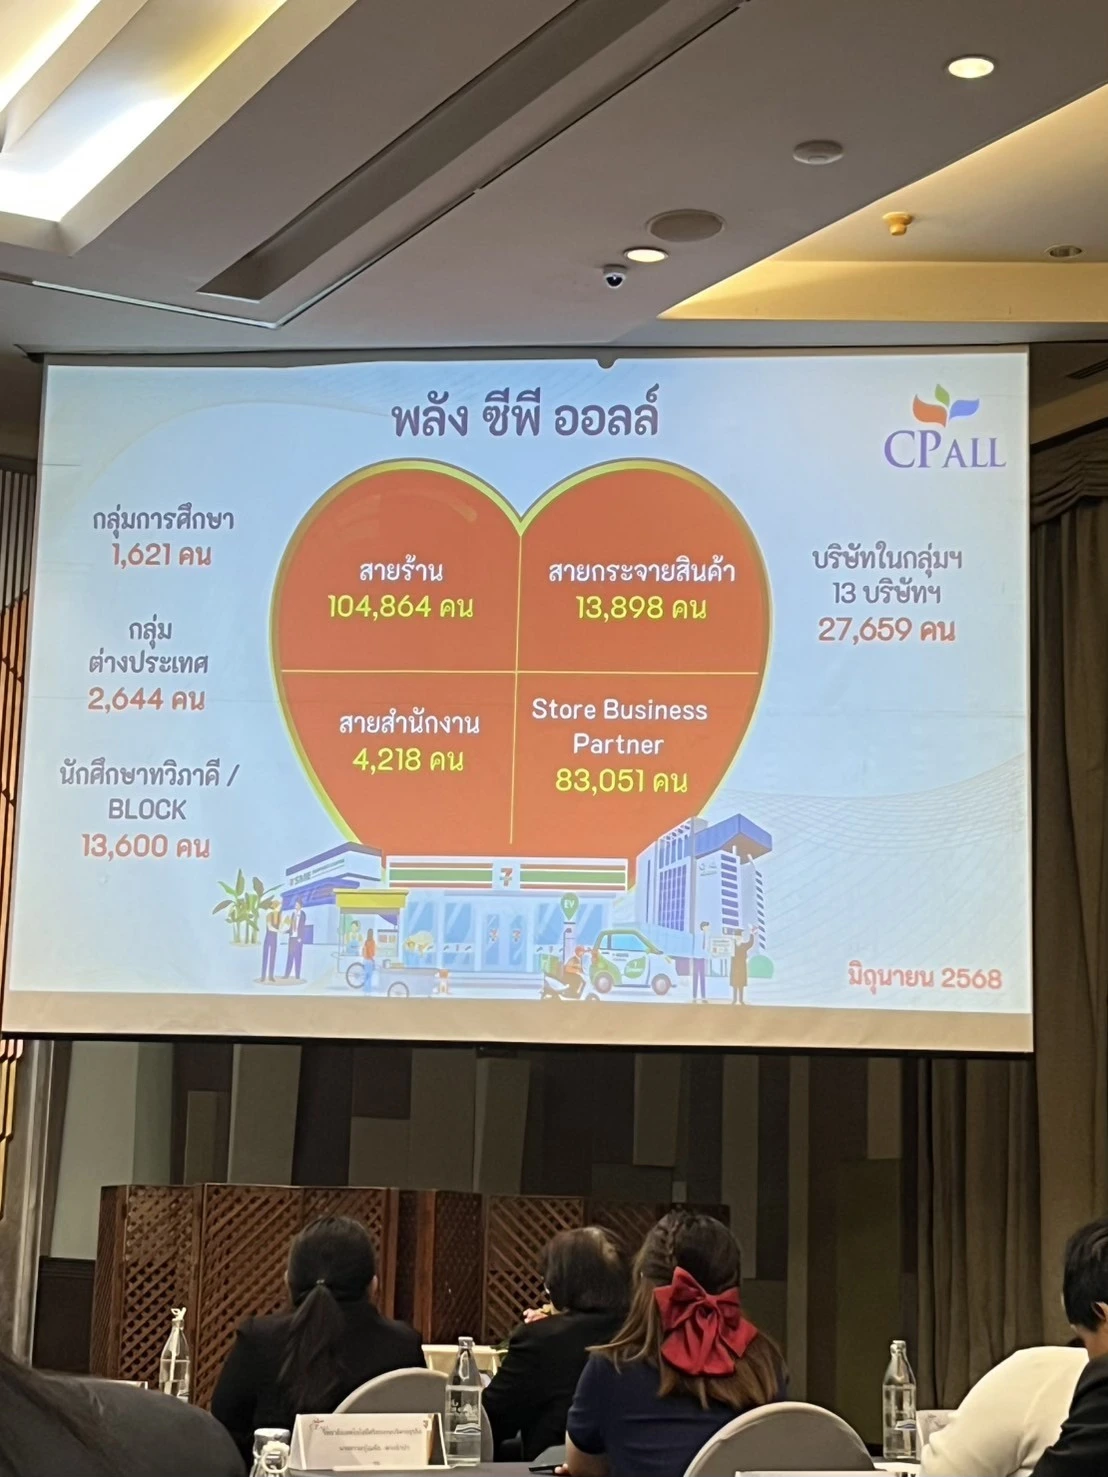 พลัง ซีพี ออลล์
CPALL
กลุ่มการศึกษา
1,621 คน
กลุ่ม
ต่างประเทศ
2,644 คน
นักศึกษาทวิภาคี /
BLOCK
13,600 คน
สายร้าน
104,864 คน
สายกระจายสินค้า
13,898 คน
สายสำนักงาน
4,218 คน
Store Business
Partner
83,051 คน
บริษัทในกลุ่มฯ
13 บริษัทฯ
27,659 คน
7
EV
มิถุนายน 2568